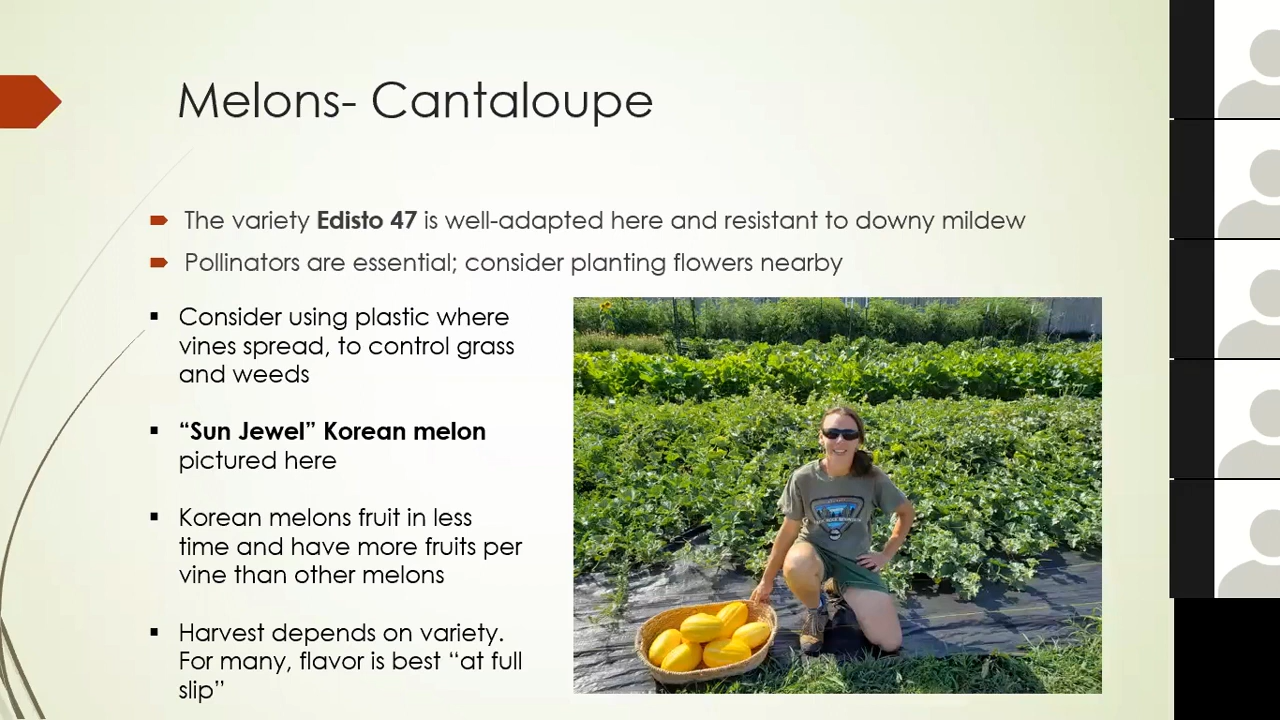 Melons- Cantaloupe
The variety Edisto 47 is well-adapted here and resistant to downy mildew
Pollinators are essential; consider planting flowers nearby
Consider using plastic where
vines spread, to control grass
and weeds
“Sun Jewel” Korean melon
pictured here
Korean melons fruit in less
time and have more fruits per
vine than other melons
Harvest depends on variety.
For many, flavor is best “at full
slip”